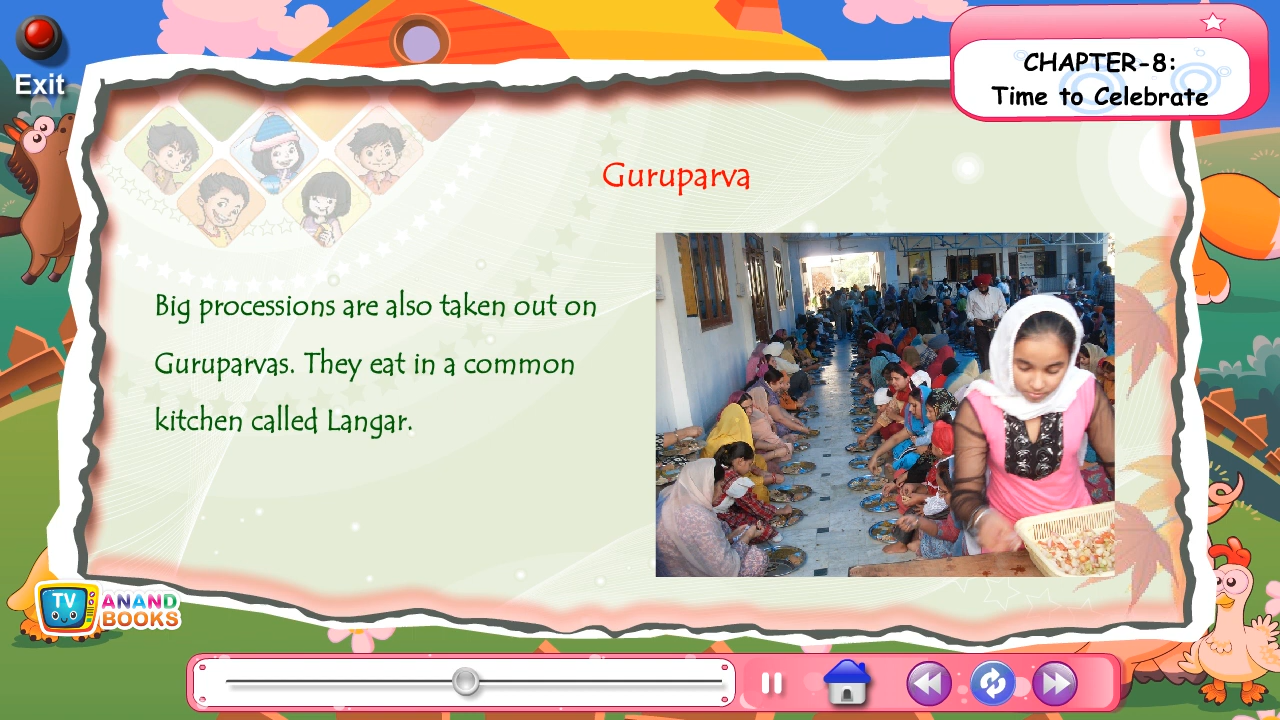 Exit
CHAPTER-8:
Time to Celebrate
Guruparva
Big processions are also taken out on
Guruparvas. They eat in a common
kitchen called Langar.
TV
ANAND
BOOKS